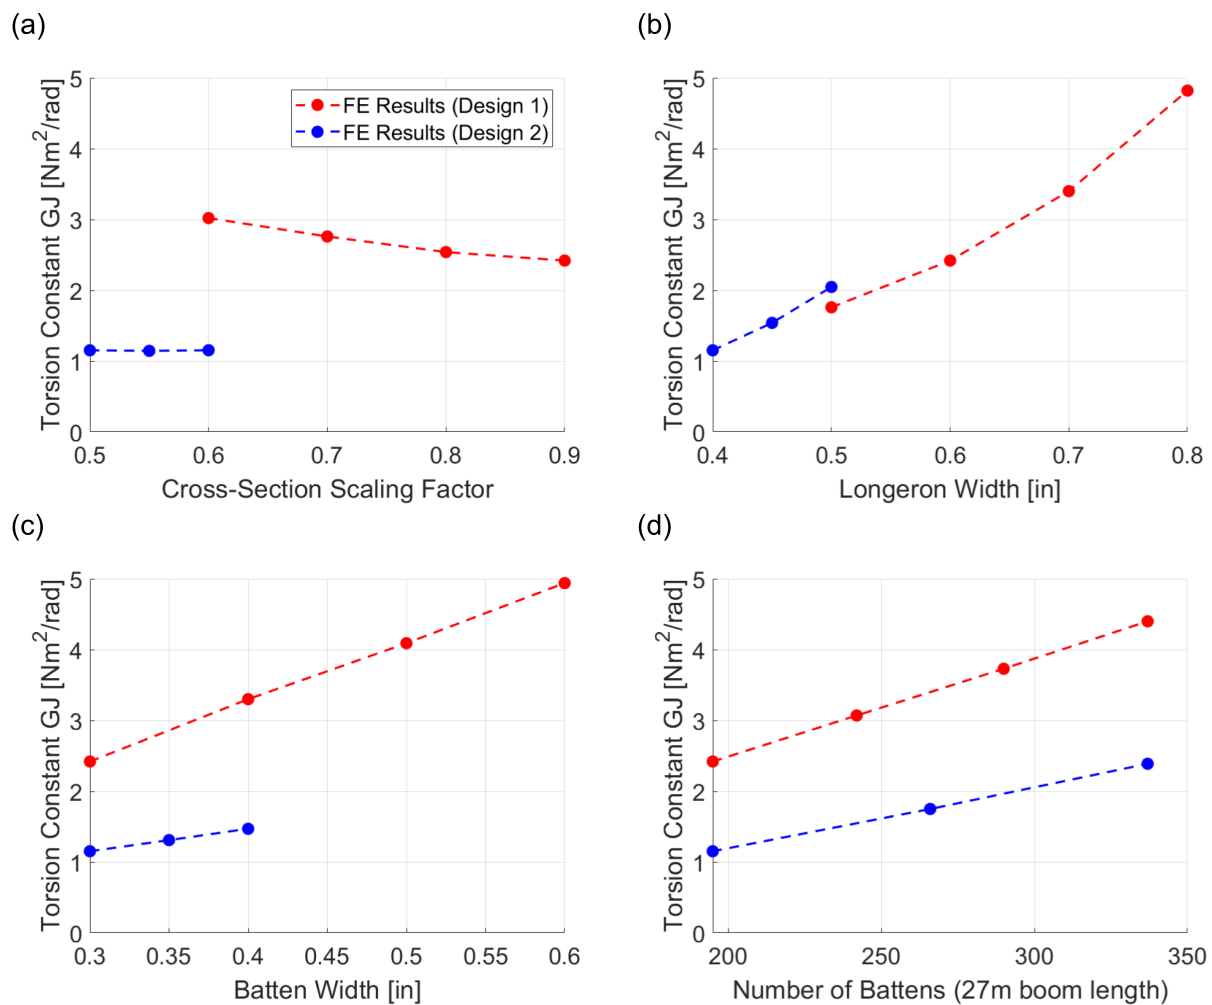 (a)
Torsion Constant GJ [Nm²/rad]
5
4
3
2
1
0
FE Results (Design 1)
FE Results (Design 2)
0.5 0.6 0.7 0.8 0.9
Cross-Section Scaling Factor
(b)
Torsion Constant GJ [Nm²/rad]
5
4
3
2
1
0
0.4 0.5 0.6 0.7 0.8
Longeron Width [in]
(c)
Torsion Constant GJ [Nm²/rad]
5
4
3
2
1
0
0.3 0.35 0.4 0.45 0.5 0.55 0.6
Batten Width [in]
(d)
Torsion Constant GJ [Nm²/rad]
5
4
3
2
1
0
200 250 300 350
Number of Battens (27m boom length)